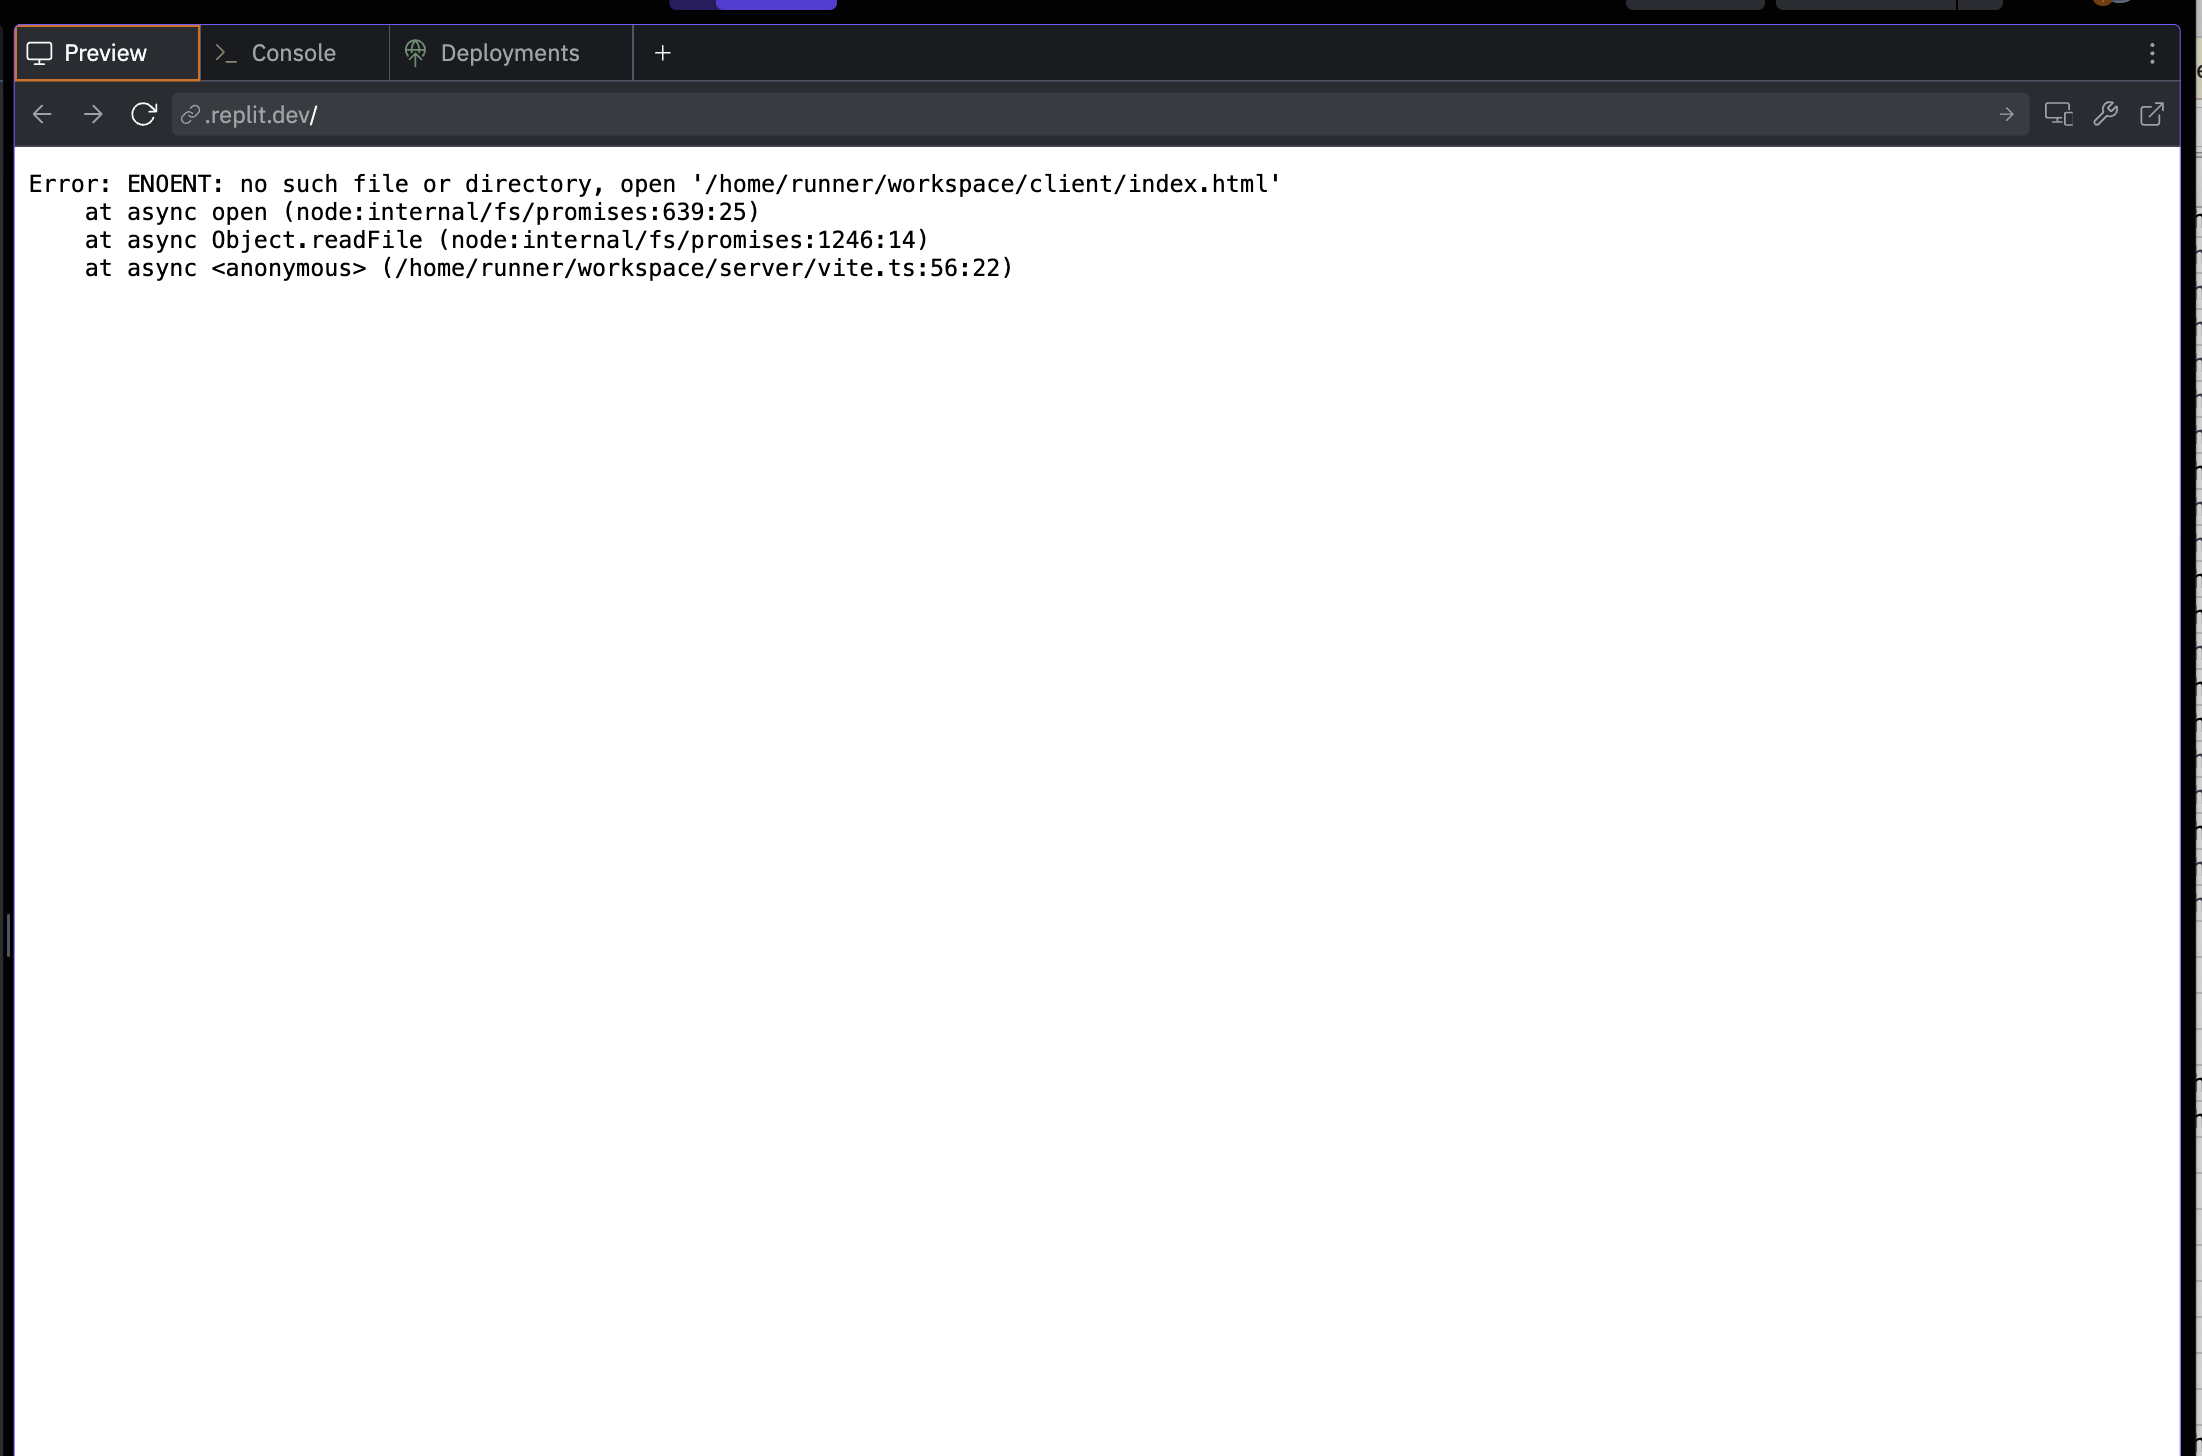 Preview
Console
Deployments
.replit.dev/
Error: ENOENT: no such file or directory, open '/home/runner/workspace/client/index.html'
    at async open (node:internal/fs/promises:639:25)
    at async Object.readFile (node:internal/fs/promises:1246:14)
    at async <anonymous> (/home/runner/workspace/server/vite.ts:56:22)